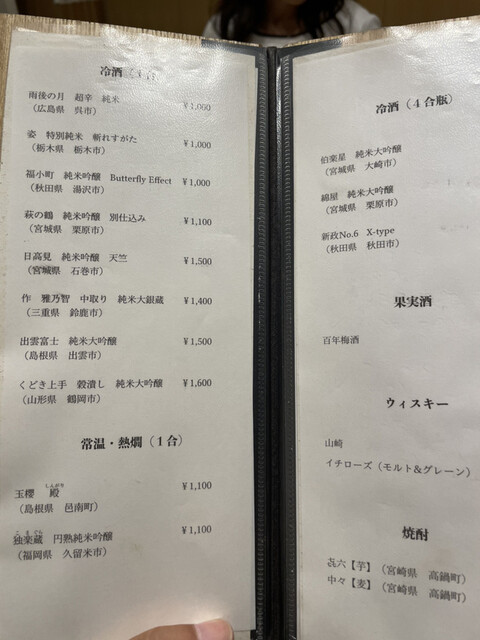 冷酒（1合）
雨後の月　超辛　純米　¥1,000
（広島県　呉市）
姿　特別純米　斬れすがた　¥1,000
（栃木県　栃木市）
福小町　純米吟醸　Butterfly Effect　¥1,000
（秋田県　湯沢市）
萩の鶴　純米吟醸　別仕込み　¥1,100
（宮城県　栗原市）
日高見　純米吟醸　天竺　¥1,500
（宮城県　石巻市）
作　雅乃智　中取り　純米大銀蔵　¥1,400
（三重県　鈴鹿市）
出雲富士　純米大吟醸　¥1,500
（島根県　出雲市）
くどき上手　穀潰し　純米大吟醸　¥1,600
（山形県　鶴岡市）
常温・熱燗（1合）
しんがり
玉櫻　殿　¥1,100
（島根県　邑南町）
こまぐら
独楽蔵　円熟純米吟醸　¥1,100
（福岡県　久留米市）
冷酒（4合瓶）
伯楽星　純米大吟醸
（宮城県　大崎市）
綿屋　純米大吟醸
（宮城県　栗原市）
新政No.6　X-type
（秋田県　秋田市）
果実酒
百年梅酒
ウィスキー
山崎
イチローズ（モルト&グレーン）
焼酎
㐂六【芋】（宮崎県　高鍋町）
中々【麦】（宮崎県　高鍋町）